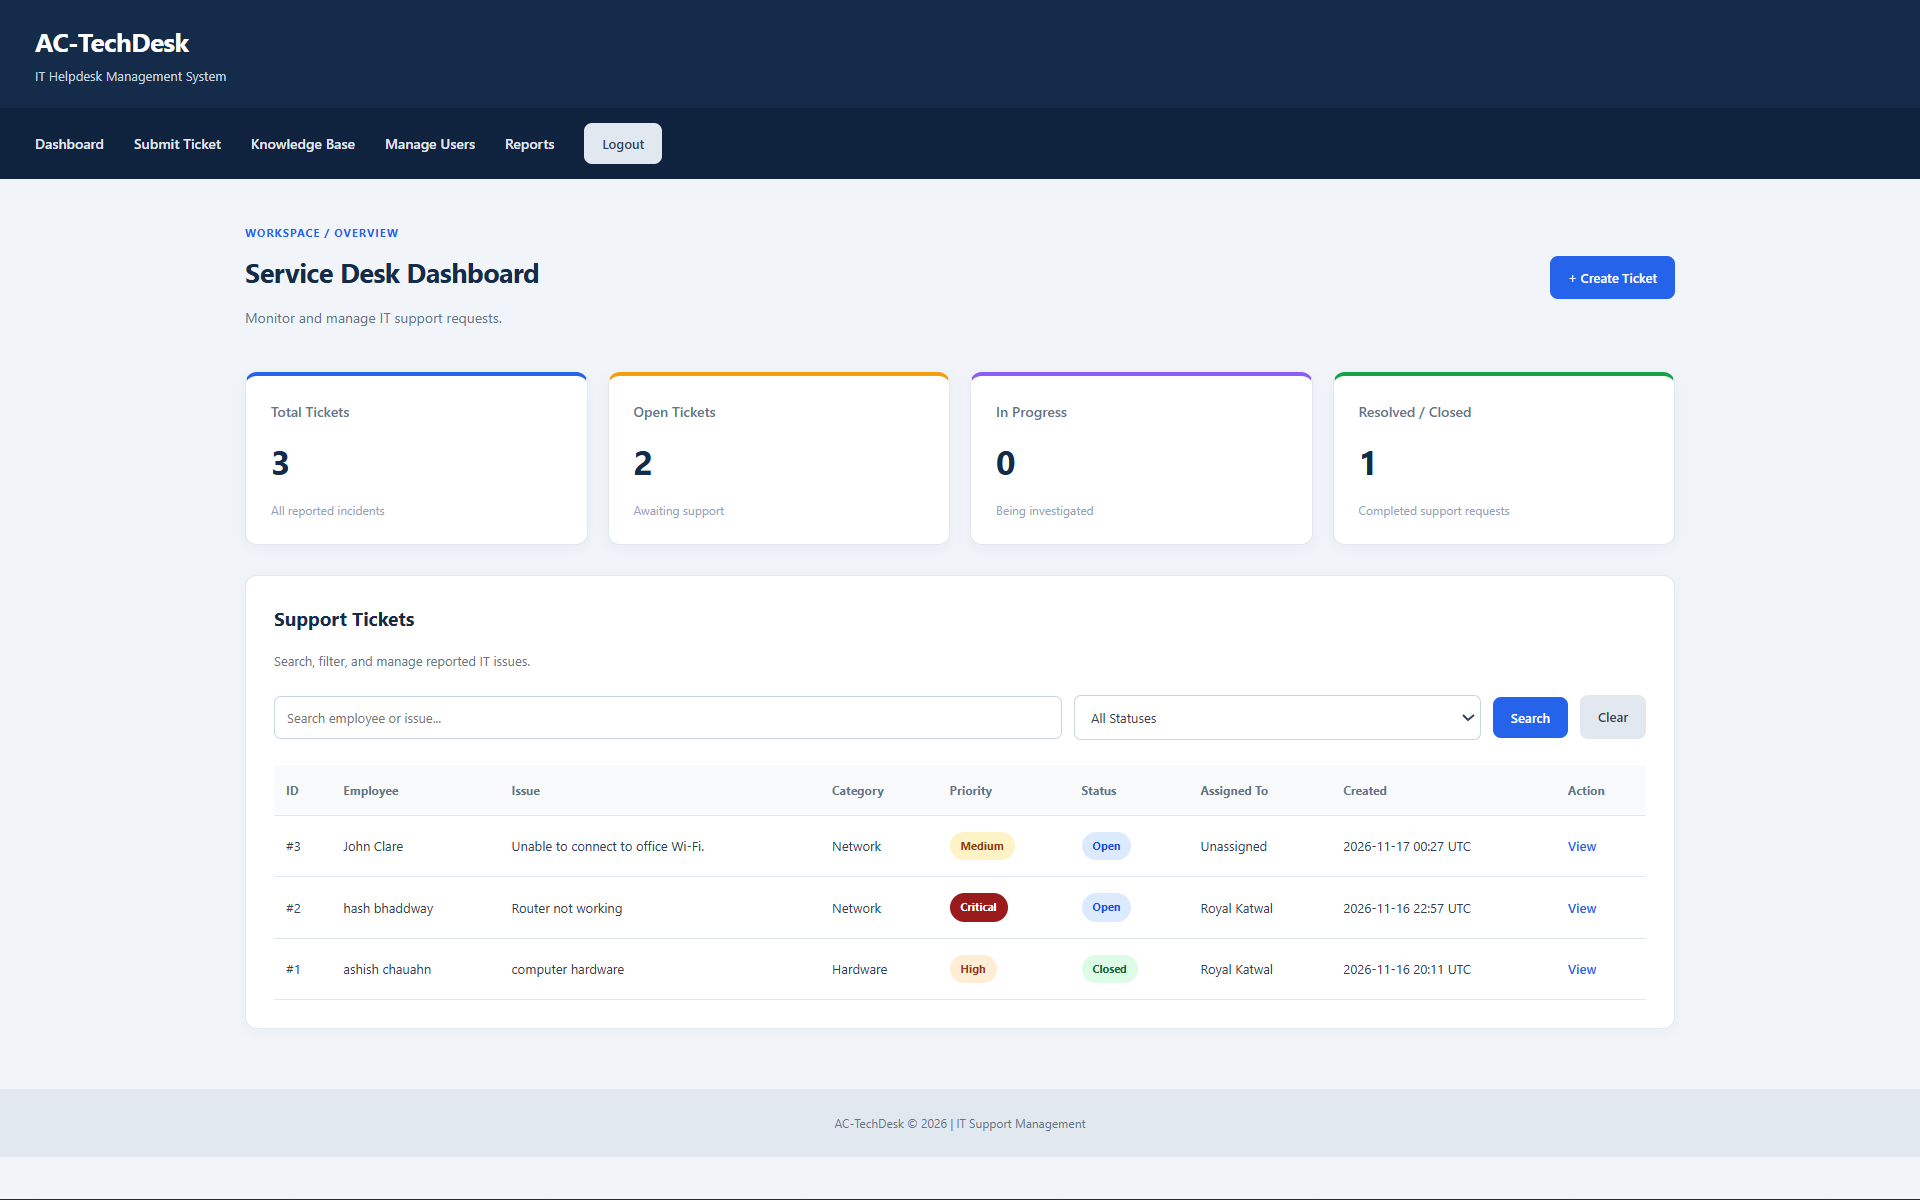 AC-TechDesk
IT Helpdesk Management System
Dashboard Submit Ticket Knowledge Base Manage Users Reports Logout
WORKSPACE / OVERVIEW
Service Desk Dashboard
+ Create Ticket
Monitor and manage IT support requests.
Total Tickets
3
All reported incidents
Open Tickets
2
Awaiting support
In Progress
0
Being investigated
Resolved / Closed
1
Completed support requests
Support Tickets
Search, filter, and manage reported IT issues.
Search employee or issue... All Statuses Search Clear
ID Employee Issue Category Priority Status Assigned To Created Action
#3 John Clare Unable to connect to office Wi-Fi. Network Medium Open Unassigned 2026-11-17 00:27 UTC View
#2 hash bhaddway Router not working Network Critical Open Royal Katwal 2026-11-16 22:57 UTC View
#1 ashish chauahn computer hardware Hardware High Closed Royal Katwal 2026-11-16 20:11 UTC View
AC-TechDesk © 2026 | IT Support Management